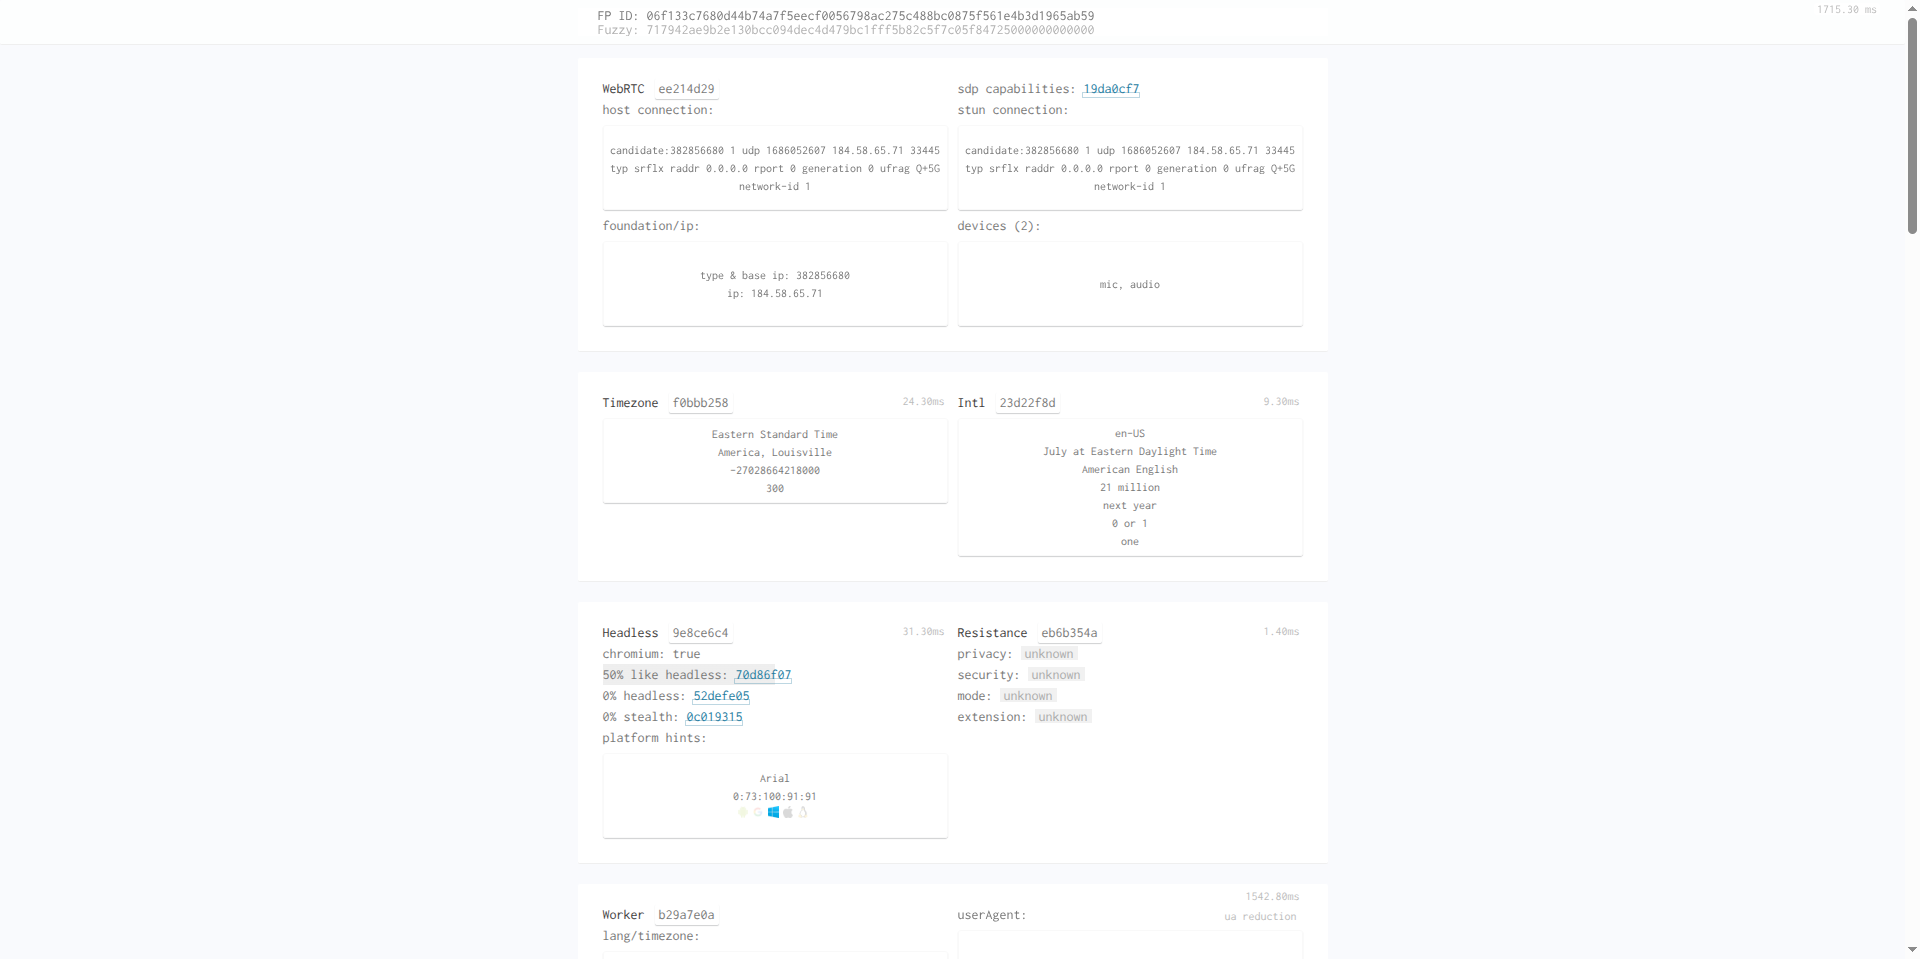 FP ID: 06f133c7680d44b74a7f5eecf0056798ac275c488bc0875f561e4b3d1965ab59
1715.30 ms
Fuzzy: 717942ae9b2e130bcc094dec4d479bc1fff5b82c5f7c05f84725000000000000
WebRTC ee214d29
host connection:
candidate:382856680 1 udp 1686052607 184.58.65.71 33445
typ srflx raddr 0.0.0.0 rport 0 generation 0 ufrag Q+5G
network-id 1
foundation/ip:
type & base ip: 382856680
ip: 184.58.65.71
sdp capabilities: 19da0cf7
stun connection:
candidate:382856680 1 udp 1686052607 184.58.65.71 33445
typ srflx raddr 0.0.0.0 rport 0 generation 0 ufrag Q+5G
network-id 1
devices (2):
mic, audio
Timezone f0bbb258 24.30ms
Eastern Standard Time
America, Louisville
-27028664218000
300
Intl 23d22f8d 9.30ms
en-US
July at Eastern Daylight Time
American English
21 million
next year
0 or 1
one
Headless 9e8ce6c4 31.30ms
chromium: true
50% like headless: 70d86f07
0% headless: 52defe05
0% stealth: 0c019315
platform hints:
Arial
0:73:100:91:91
Resistance eb6b354a 1.40ms
privacy: unknown
security: unknown
mode: unknown
extension: unknown
Worker b29a7e0a
lang/timezone:
1542.80ms
userAgent: ua reduction